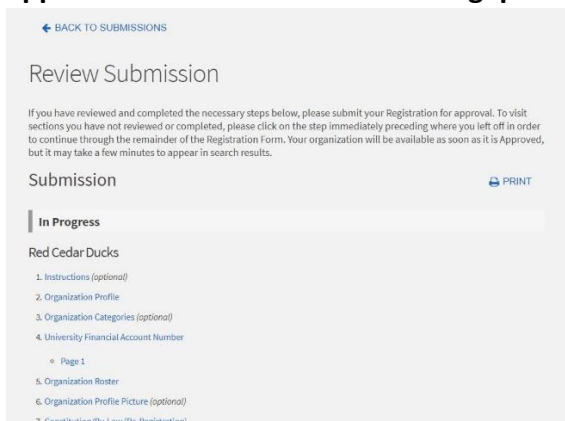 BACK TO SUBMISSIONS
Review Submission
If you have reviewed and completed the necessary steps below, please submit your Registration for approval. To visit
sections you have not reviewed or completed, please click on the step immediately preceding where you left off in order
to continue through the remainder of the Registration Form. Your organization will be available as soon as it is Approved,
but it may take a few minutes to appear in search results.
Submission
PRINT
In Progress
Red Cedar Ducks
1. Instructions (optional)
2. Organization Profile
3. Organization Categories (optional)
4. University Financial Account Number
Page 1
5. Organization Roster
6. Organization Profile Picture (optional)